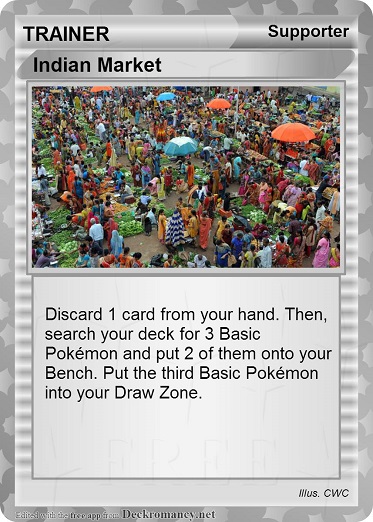 TRAINER
Supporter
Indian Market
Discard 1 card from your hand. Then,
search your deck for 3 Basic
Pokémon and put 2 of them onto your
Bench. Put the third Basic Pokémon
into your Draw Zone.
FREE
Illus. CWC
Edited with the free app from Deckromancy.net